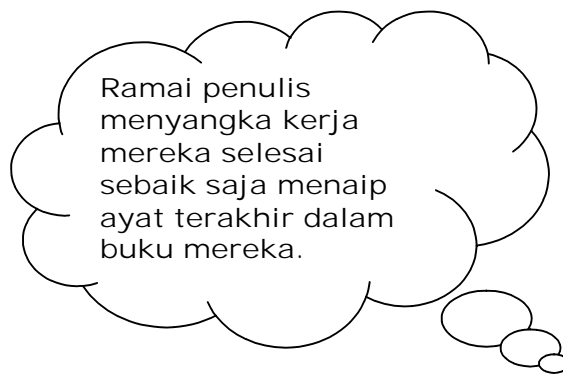 Ramai penulis
menyangka kerja
mereka selesai
sebaik saja menaip
ayat terakhir dalam
buku mereka.